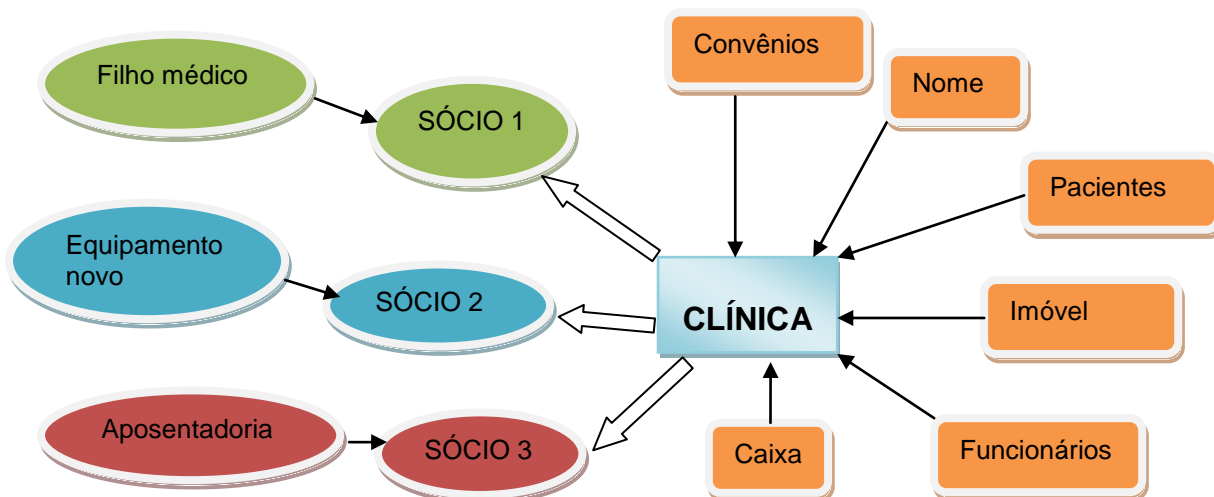 Convênios
Filho médico
Nome
SÓCIO 1
Pacientes
Equipamento
novo
SÓCIO 2
CLÍNICA
Imóvel
Aposentadoria
SÓCIO 3
Caixa
Funcionários